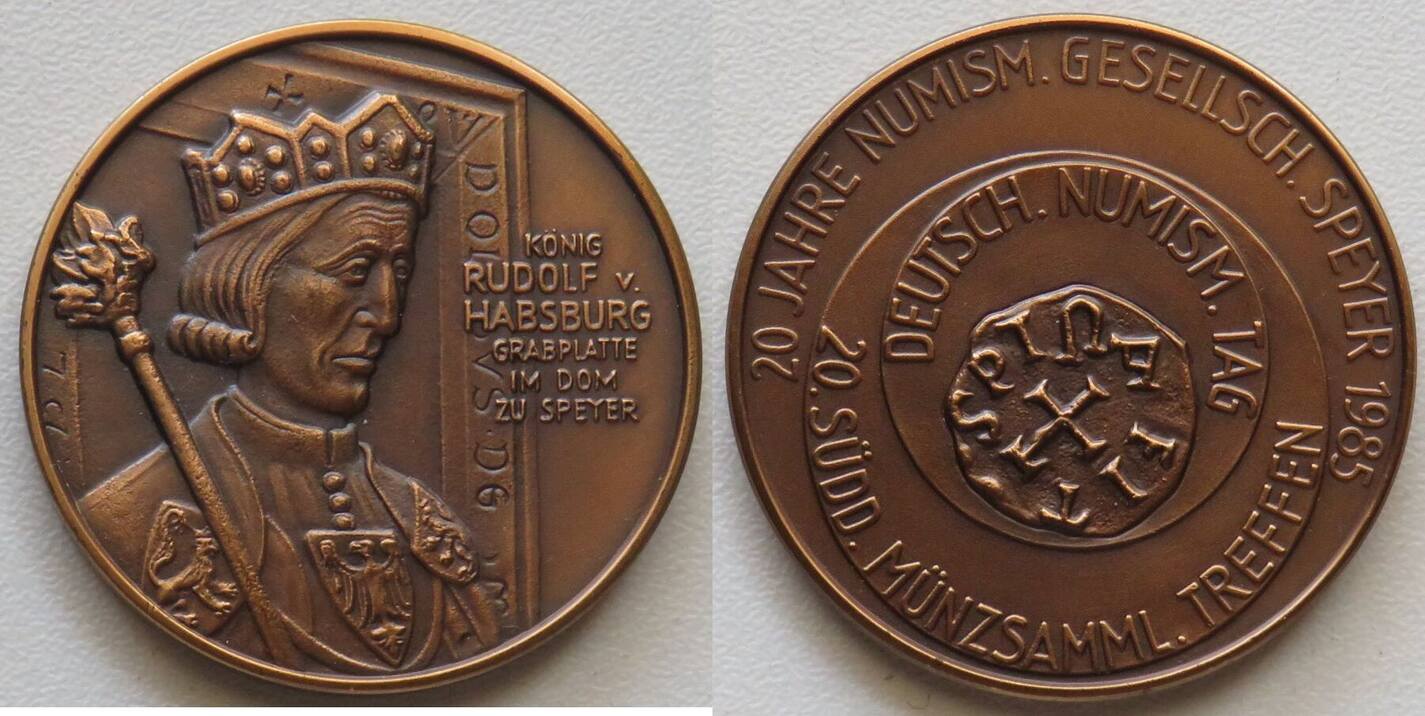 KÖNIG
RUDOLF v.
HABSBURG
GRABPLATTE
IM DOM
ZU SPEYER
20 JAHRE NUMISM. GESELLSCH. SPEYER 1985
20. SÜDD. MÜNZSAMML. TREFFEN
DEUTSCH. NUMISM. TAG